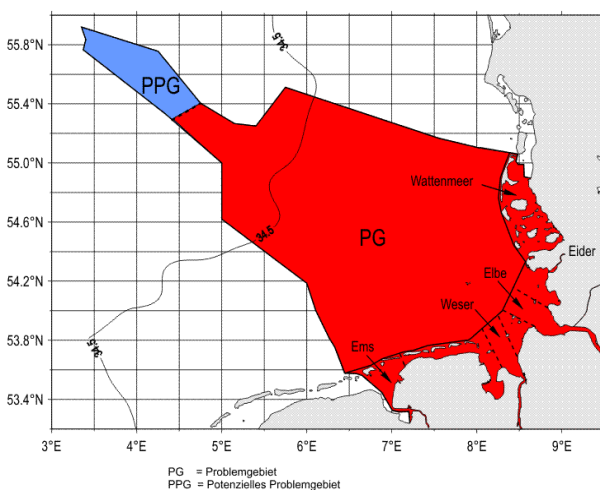 55.8°N
34.5
PPG
55.4°N
55.0°N
Wattenmeer
54.6°N
34.5
PG
Eider
Elbe
54.2°N
Weser
53.8°N
34.5
Ems
53.4°N
3°E 4°E 5°E 6°E 7°E 8°E 9°E
PG = Problemgebiet
PPG = Potenzielles Problemgebiet